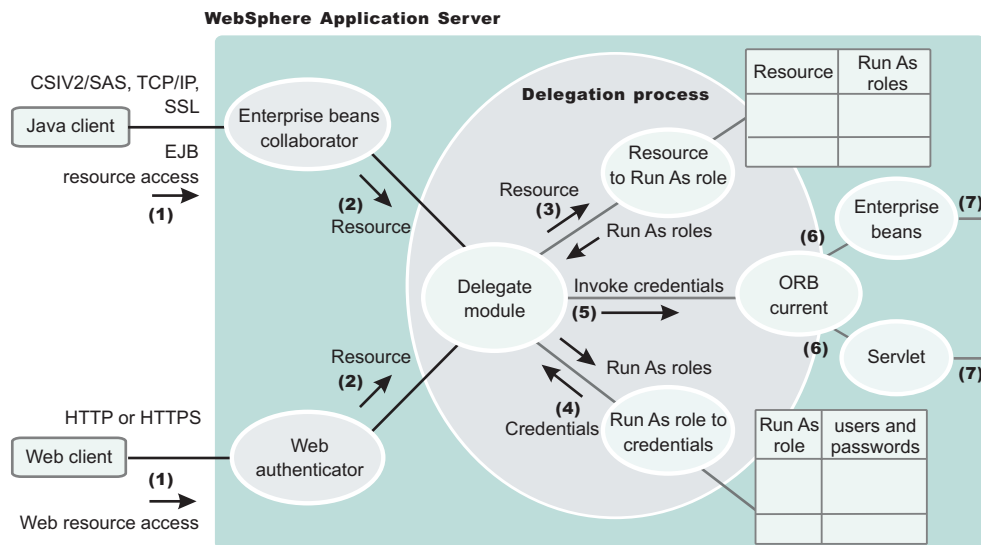 WebSphere Application Server
CSIV2/SAS, TCP/IP,
SSL
Java client
EJB
resource access
(1)
Enterprise beans
collaborator
(2)
Resource
Delegation process
Resource
to Run As role
Resource
(3)
Run As roles
Resource
Run As
roles
Delegate
module
Invoke credentials
(5)
ORB
current
(6)
Enterprise
beans
(7)
(6)
Servlet
(7)
Resource
(2)
Run As roles
(4)
Credentials
Run As role to
credentials
Run As
role
users and
passwords
HTTP or HTTPS
Web client
(1)
Web resource access
Web
authenticator